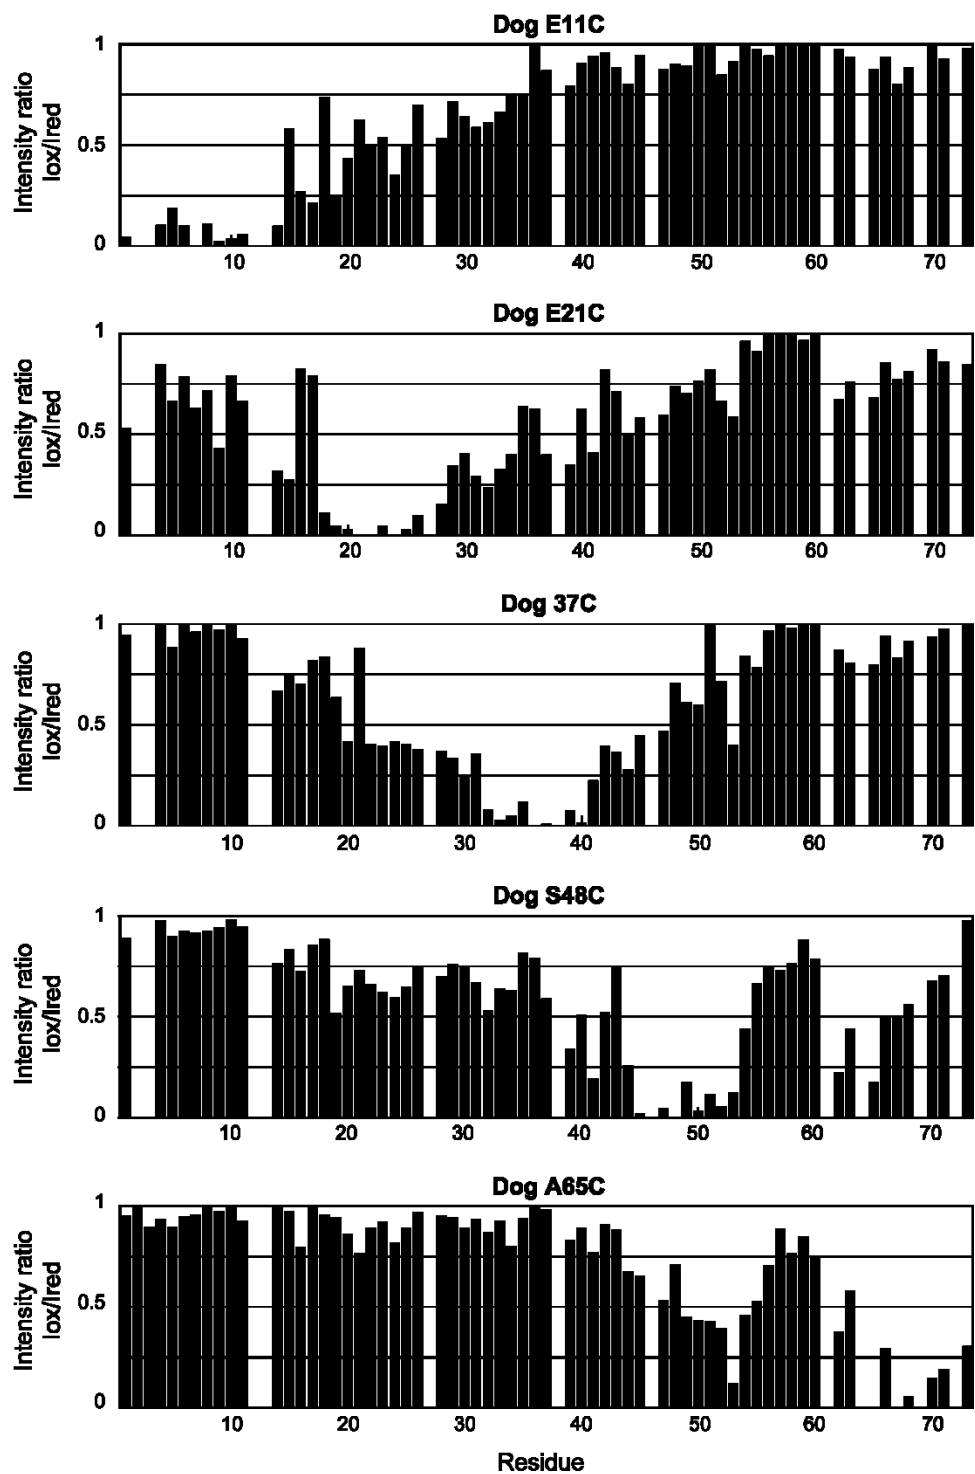 Dog E11C
Intensity ratio
Iox/Ired
1
0.5
0
10 20 30 40 50 60 70
Dog E21C
Intensity ratio
Iox/Ired
1
0.5
0
10 20 30 40 50 60 70
Dog 37C
Intensity ratio
Iox/Ired
1
0.5
0
10 20 30 40 50 60 70
Dog S48C
Intensity ratio
Iox/Ired
1
0.5
0
10 20 30 40 50 60 70
Dog A65C
Intensity ratio
Iox/Ired
1
0.5
0
10 20 30 40 50 60 70
Residue